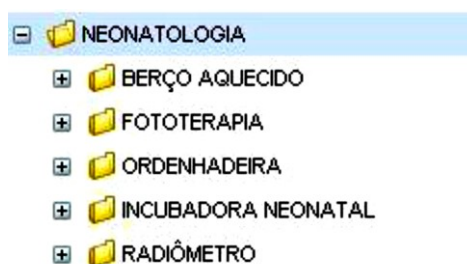 NEONATOLOGIA
BERÇO AQUECIDO
FOTOTERAPIA
ORDENHADEIRA
INCUBADORA NEONATAL
RADIÔMETRO